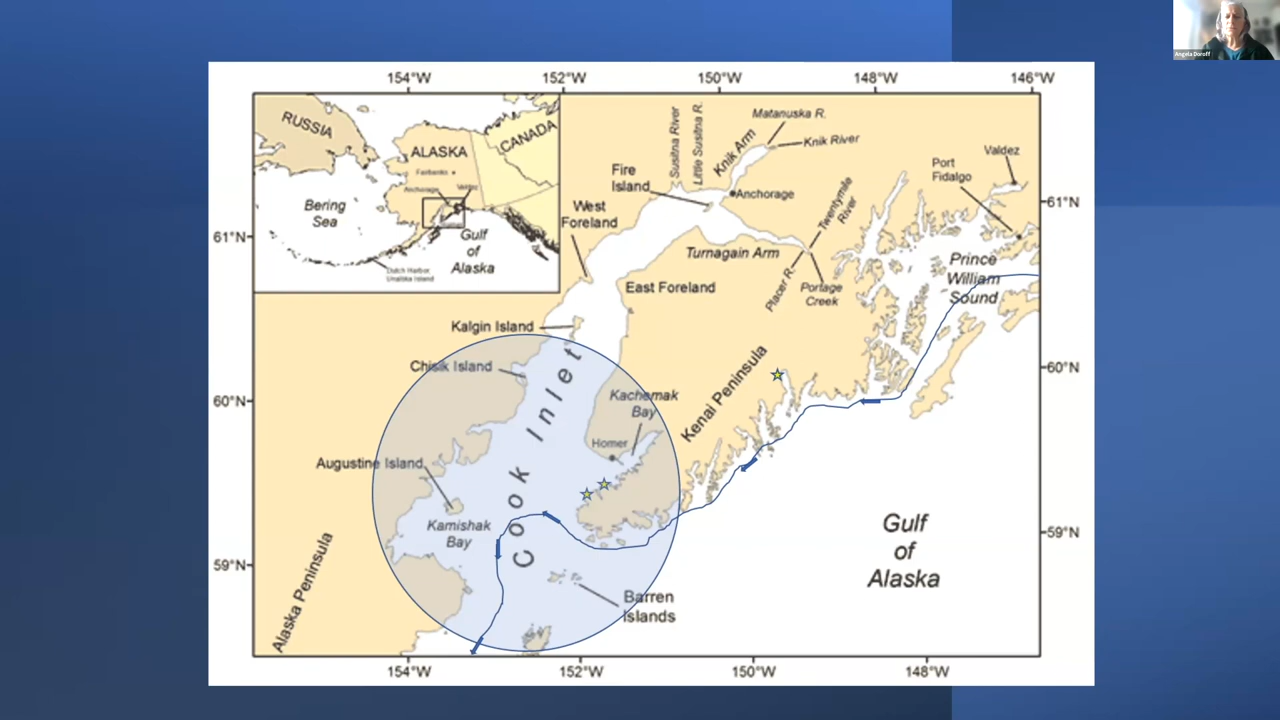 Angela Doroff
154°W
152°W
150°W
148°W
146°W
RUSSIA
ALASKA
CANADA
Fairbanks
Anchorage
Valdez
Bering
Sea
Gulf
of
Alaska
Dutch Harbor,
Unalaska Island
Susitna River
Little Susitna R.
Knik Arm
Matanuska R.
Knik River
Fire
Island
Anchorage
West
Foreland
Twentymile
River
Port
Fidalgo
Valdez
61°N
61°N
Turnagain Arm
Placer R.
Portage
Creek
Prince
William
Sound
East Foreland
Kalgin Island
Chisik Island
Cook Inlet
Kachemak
Bay
Kenai Peninsula
60°N
60°N
Homer
Augustine Island
Kamishak
Bay
Gulf
of
Alaska
59°N
59°N
Alaska Peninsula
Barren
Islands
154°W
152°W
150°W
148°W